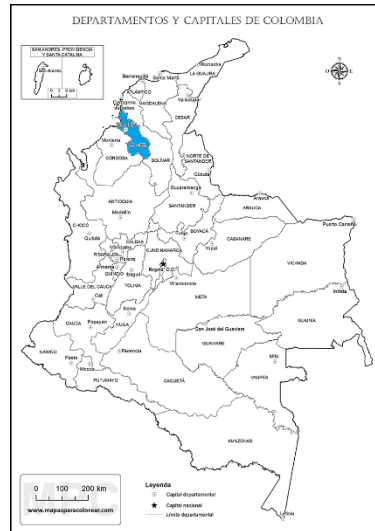 DEPARTAMENTOS Y CAPITALES DE COLOMBIA
SAN ANDRES, PROVIDENCIA
Y SANTA CATALINA
Riohacha
Santa Marta
Barranquilla
LA GUAJIRA
ATLÁNTICO
Valledupar
Cartagena
MAGDALENA
CESAR
Montería
CÓRDOBA
BOLÍVAR
NORTE DE
SANTANDER
Cúcuta
Bucaramanga
ANTIOQUIA
SANTANDER
Arauca
ARAUCA
Medellín
Puerto Carreño
CHOCÓ
BOYACÁ
Tunja
CASANARE
Quibdó
CALDAS
Yopal
Manizales
CUNDINAMARCA
VICHADA
Pereira
Armenia
Bogotá D.C.
Ibagué
Villavicencio
VALLE DEL CAUCA
TOLIMA
META
Inírida
Cali
Neiva
GUAINÍA
CAUCA
Popayán
HUILA
San José del Guaviare
GUAVIARE
NARIÑO
Florencia
Mitú
Pasto
Mocoa
VAUPÉS
PUTUMAYO
CAQUETÁ
AMAZONAS
Leticia
0 100 200 km
MPC
www.mapasparacolorear.com
Leyenda
Capital departamental
Capital nacional
Límite departamental